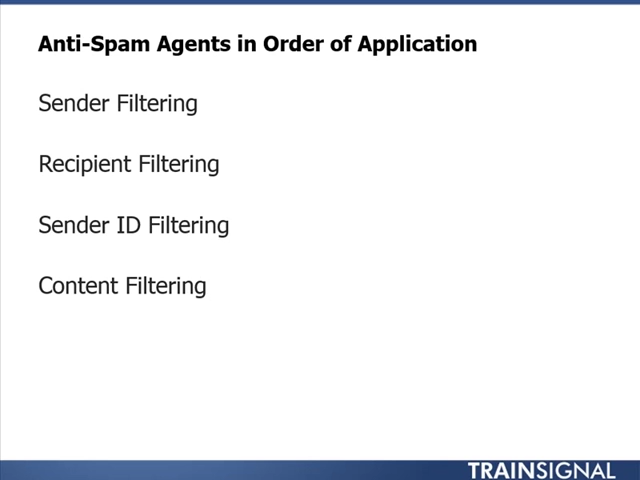 Anti-Spam Agents in Order of Application
Sender Filtering
Recipient Filtering
Sender ID Filtering
Content Filtering
TRAINSIGNAL